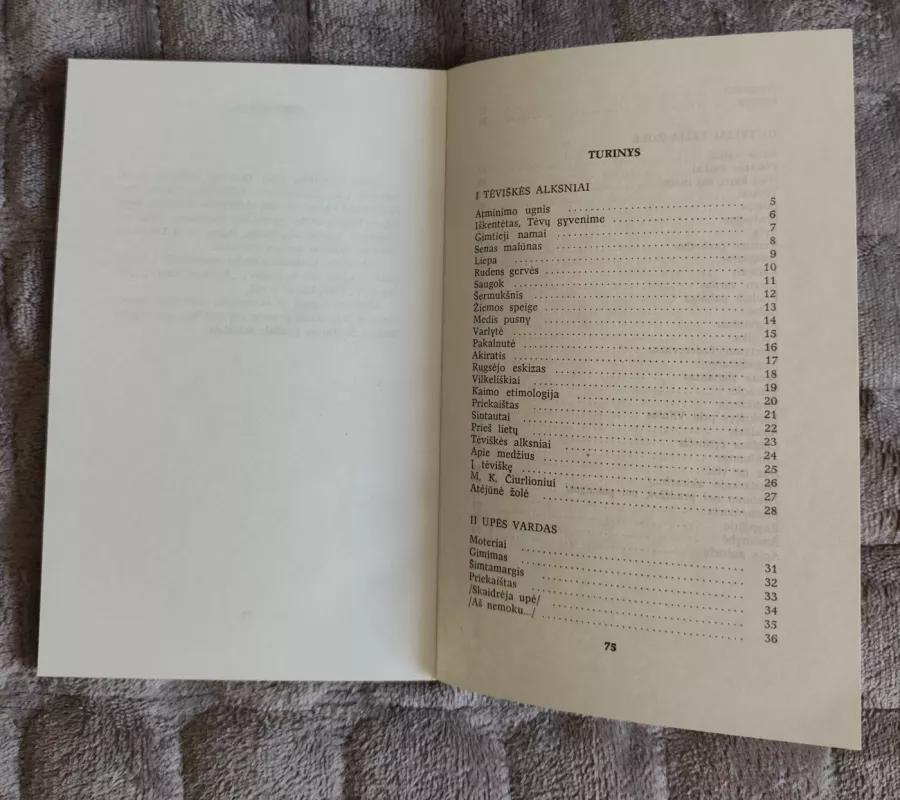 TURINYS
I TĖVIŠKĖS ALKSNIAI
Atminimo ugnis 5
Iškentėtas, Tėvų gyvenime 6
Gimtieji namai 7
Senas malūnas 8
Liepa 9
Rudens gervės 10
Saugok 11
Šermukšnis 12
Žiemos speige 13
Medis pusny 14
Varlytė 15
Pakalnutė 16
Akiratis 17
Rugsėjo eskizas 18
Vilkeliškiai 19
Kaimo etimologija 20
Priekaištas 21
Sintautai 22
Prieš lietų 23
Tėviškės alksniai 24
Apie medžius 25
Į tėviškę 26
M. K. Čiurlioniui 27
Atėjūnė žolė 28
II UPĖS VARDAS
Moteriai 31
Gimimas 32
Šimtamargis 33
Priekaištas 34
/Skaidrėja upė/ 35
/Aš nemoku.../ 36
75